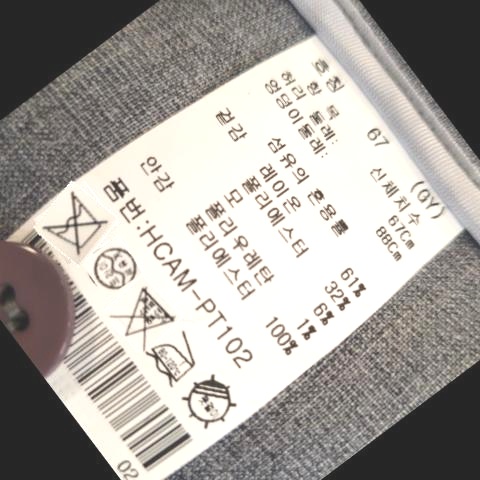 호칭 67 (GY)
항목 신체치수
허리둘레: 67Cm
엉덩이둘레: 88Cm
섬유의 혼용률
겉감 레이온 61%
폴리에스터 32%
모 6%
폴리우레탄 1%
안감 폴리에스터 100%
품번:HCAM-PT102
02